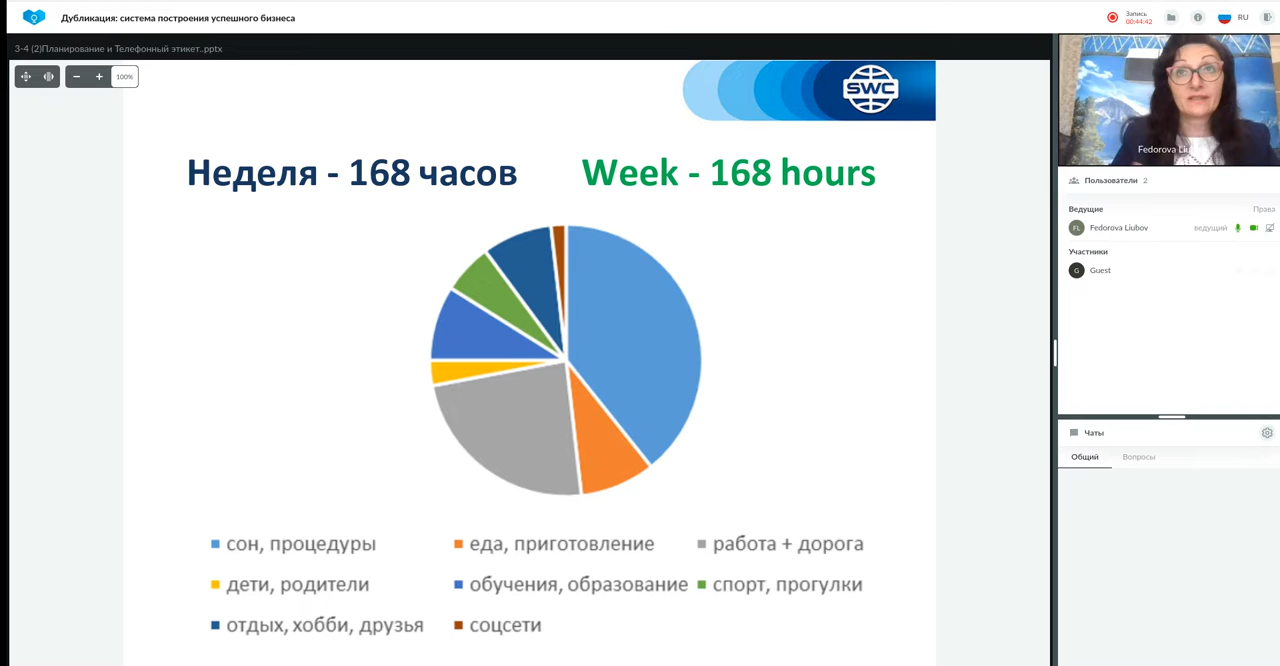 Дубликация: система построения успешного бизнеса
Запись
00:44:42
RU
3-4 (2)Планирование и Телефонный этикет..pptx
100%
SWC
Неделя - 168 часов
Week - 168 hours
сон, процедуры
еда, приготовление
работа + дорога
дети, родители
обучения, образование
спорт, прогулки
отдых, хобби, друзья
соцсети
Fedorova
Пользователи 2
Ведущие
Права
FL Fedorova Liubov ведущий
Участники
G Guest
Чаты
Общий
Вопросы